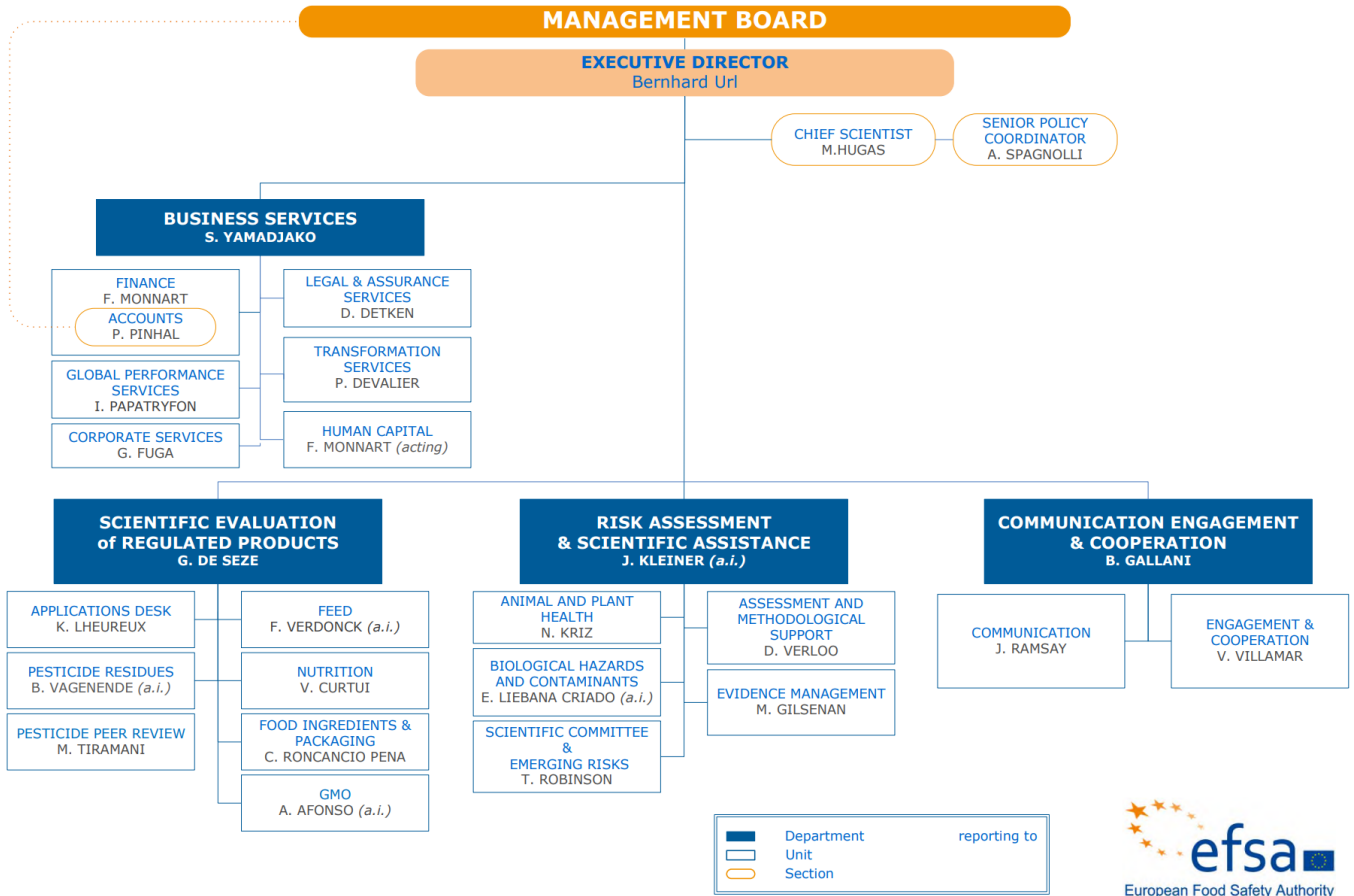 MANAGEMENT BOARD
EXECUTIVE DIRECTOR
Bernhard Url
CHIEF SCIENTIST
M.HUGAS
SENIOR POLICY
COORDINATOR
A. SPAGNOLLI
BUSINESS SERVICES
S. YAMADJAKO
FINANCE
F. MONNART
ACCOUNTS
P. PINHAL
LEGAL & ASSURANCE
SERVICES
D. DETKEN
TRANSFORMATION
SERVICES
P. DEVALIER
GLOBAL PERFORMANCE
SERVICES
I. PAPATRYFON
CORPORATE SERVICES
G. FUGA
HUMAN CAPITAL
F. MONNART (acting)
SCIENTIFIC EVALUATION
of REGULATED PRODUCTS
G. DE SEZE
APPLICATIONS DESK
K. LHEUREUX
FEED
F. VERDONCK (a.i.)
PESTICIDE RESIDUES
B. VAGENENDE (a.i.)
NUTRITION
V. CURTUI
PESTICIDE PEER REVIEW
M. TIRAMANI
FOOD INGREDIENTS &
PACKAGING
C. RONCANCIO PENA
GMO
A. AFONSO (a.i.)
RISK ASSESSMENT
& SCIENTIFIC ASSISTANCE
J. KLEINER (a.i.)
ANIMAL AND PLANT
HEALTH
N. KRIZ
ASSESSMENT AND
METHODOLOGICAL
SUPPORT
D. VERLOO
BIOLOGICAL HAZARDS
AND CONTAMINANTS
E. LIEBANA CRIADO (a.i.)
EVIDENCE MANAGEMENT
M. GILSENAN
SCIENTIFIC COMMITTEE
&
EMERGING RISKS
T. ROBINSON
COMMUNICATION ENGAGEMENT
& COOPERATION
B. GALLANI
COMMUNICATION
J. RAMSAY
ENGAGEMENT &
COOPERATION
V. VILLAMAR
Department reporting to
Unit
Section
efsa
European Food Safety Authority